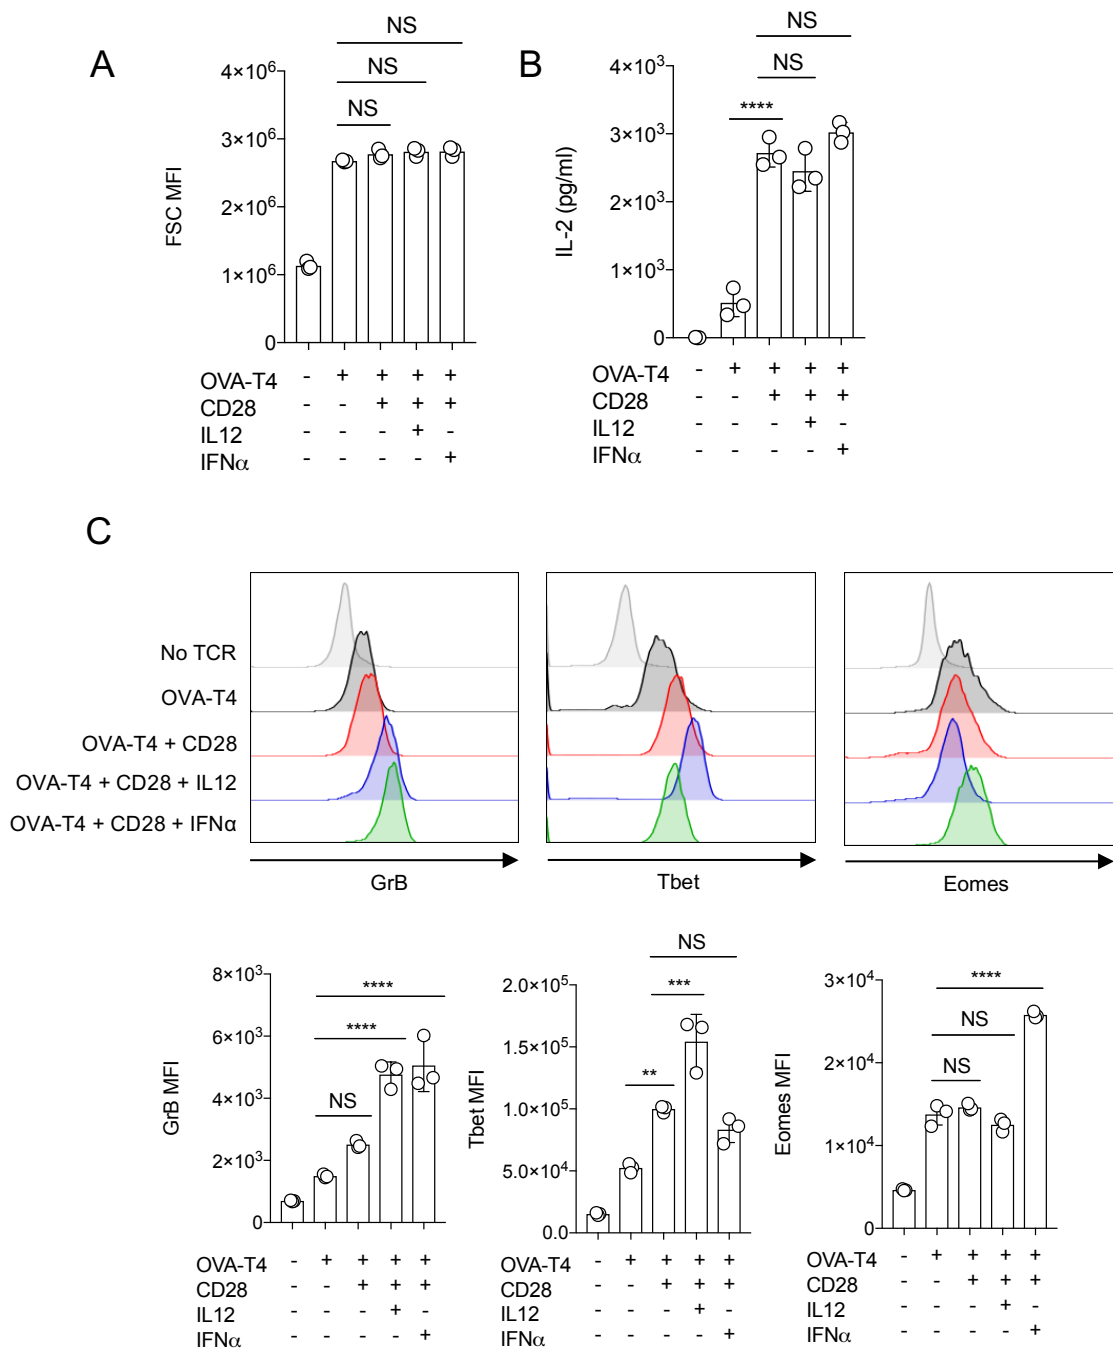 A
NS
NS
NS
4×10⁶
3×10⁶
2×10⁶
1×10⁶
0
FSC MFI
OVA-T4 - + + + +
CD28 - - + + +
IL12 - - - + -
IFNα - - - - +
B
NS
NS
****
4×10³
3×10³
2×10³
1×10³
0
IL-2 (pg/ml)
OVA-T4 - + + + +
CD28 - - + + +
IL12 - - - + -
IFNα - - - - +
C
No TCR
OVA-T4
OVA-T4 + CD28
OVA-T4 + CD28 + IL12
OVA-T4 + CD28 + IFNα
GrB
Tbet
Eomes
****
****
NS
8×10³
6×10³
4×10³
2×10³
0
GrB MFI
OVA-T4 - + + + +
CD28 - - + + +
IL12 - - - + -
IFNα - - - - +
NS
***
**
2.0×10⁵
1.5×10⁵
1.0×10⁵
5.0×10⁴
0.0
Tbet MFI
OVA-T4 - + + + +
CD28 - - + + +
IL12 - - - + -
IFNα - - - - +
****
NS
NS
3×10⁴
2×10⁴
1×10⁴
0
Eomes MFI
OVA-T4 - + + + +
CD28 - - + + +
IL12 - - - + -
IFNα - - - - +